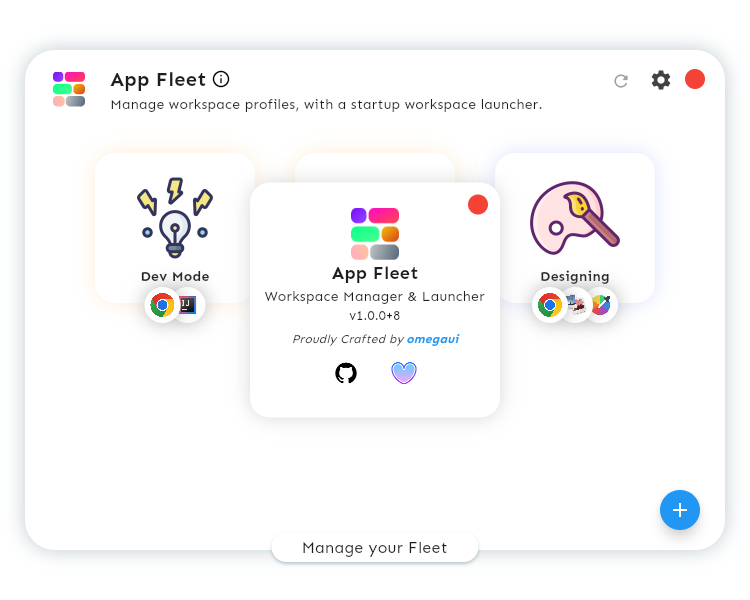 App Fleet
Manage workspace profiles, with a startup workspace launcher.
Dev Mode
App Fleet
Workspace Manager & Launcher
v1.0.0+8
Proudly Crafted by omegaui
Designing
IJ
Manage your Fleet